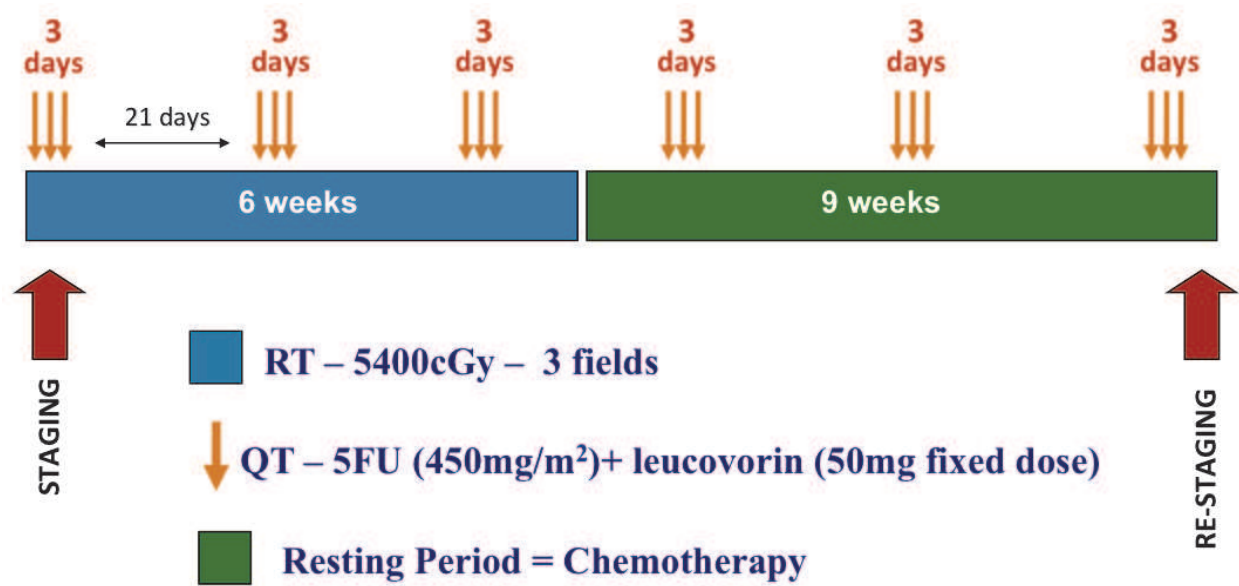 3 days
3 days
3 days
3 days
3 days
3 days
21 days
6 weeks
9 weeks
STAGING
RE-STAGING
RT – 5400cGy – 3 fields
QT – 5FU (450mg/m²)+ leucovorin (50mg fixed dose)
Resting Period = Chemotherapy